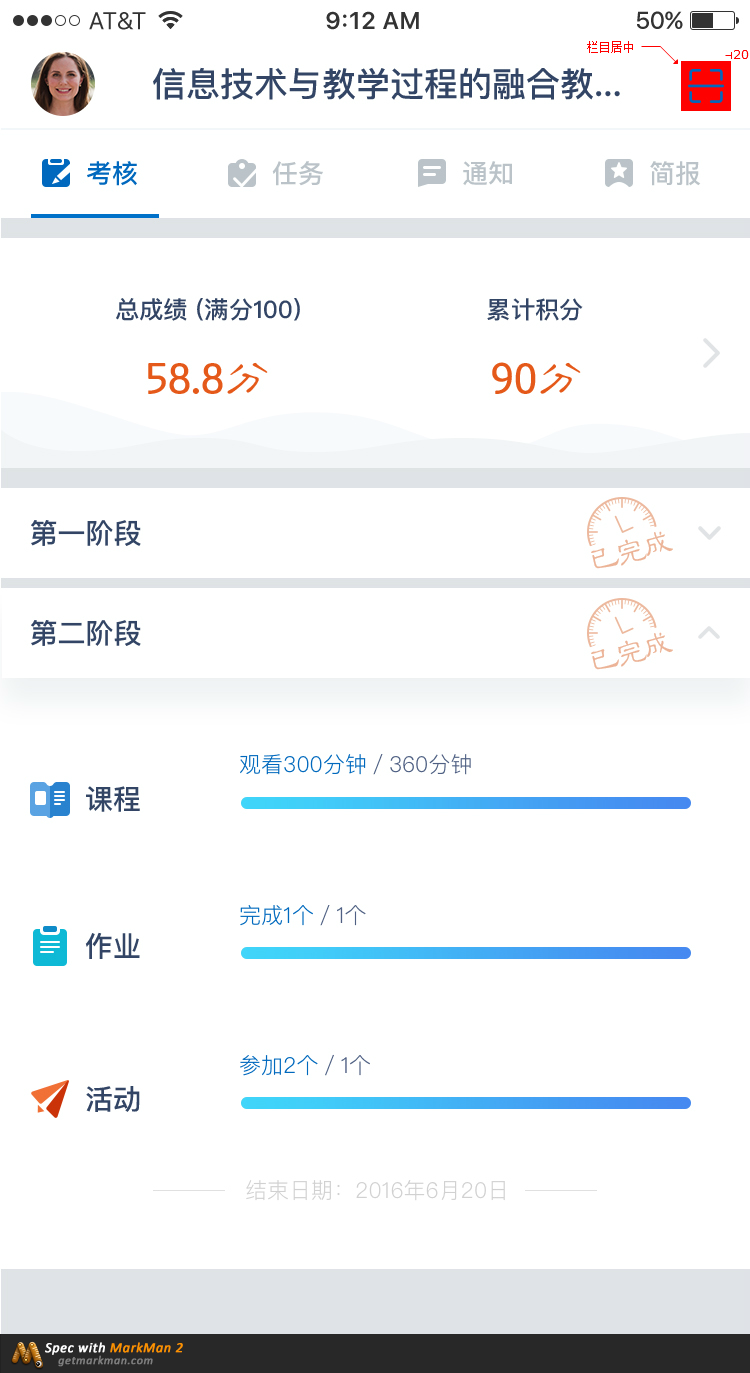 AT&T 9:12 AM 50%
栏目居中
20
信息技术与教学过程的融合教...
考核 任务 通知 简报
总成绩 (满分100) 累计积分
58.8分 90分
第一阶段 已完成
第二阶段 已完成
观看300分钟 / 360分钟
课程
完成1个 / 1个
作业
参加2个 / 1个
活动
结束日期：2016年6月20日
Spec with MarkMan 2
getmarkman.com